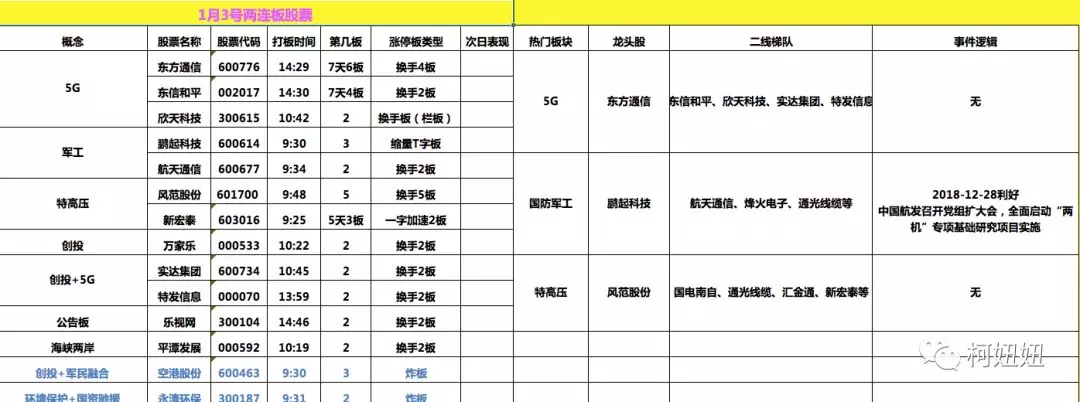 1月3号两连板股票
概念 股票名称 股票代码 打板时间 第几板 涨停板类型 次日表现 热门板块 龙头股 二线梯队 事件逻辑
5G
东方通信 600776 14:29 7天6板 换手4板
东信和平 002017 14:30 7天4板 换手2板
欣天科技 300615 10:42 2 换手板（栏板）
军工
鹏起科技 600614 9:30 3 缩量T字板
航天通信 600677 9:34 2 换手2板
特高压
风范股份 601700 9:48 5 换手5板
新宏泰 603016 9:25 5天3板 一字加速2板
创投 万家乐 000533 10:22 2 换手2板
创投+5G
实达集团 600734 10:45 2 换手2板
特发信息 000070 13:59 2 换手2板
公告板 乐视网 300104 14:46 2 换手2板
海峡两岸 平潭发展 000592 10:19 2 换手2板
创投+军民融合 空港股份 600463 9:30 3 炸板
环境保护+国资驰援 永清环保 300187 9:31 2 炸板
5G 东方通信 东信和平、欣天科技、实达集团、特发信息 无
国防军工 鹏起科技 航天通信、烽火电子、通光线缆等
2018-12-28利好
中国航发召开党组扩大会，全面启动“两
机”专项基础研究项目实施
特高压 风范股份 国电南自、通光线缆、汇金通、新宏泰等 无
柯妞妞